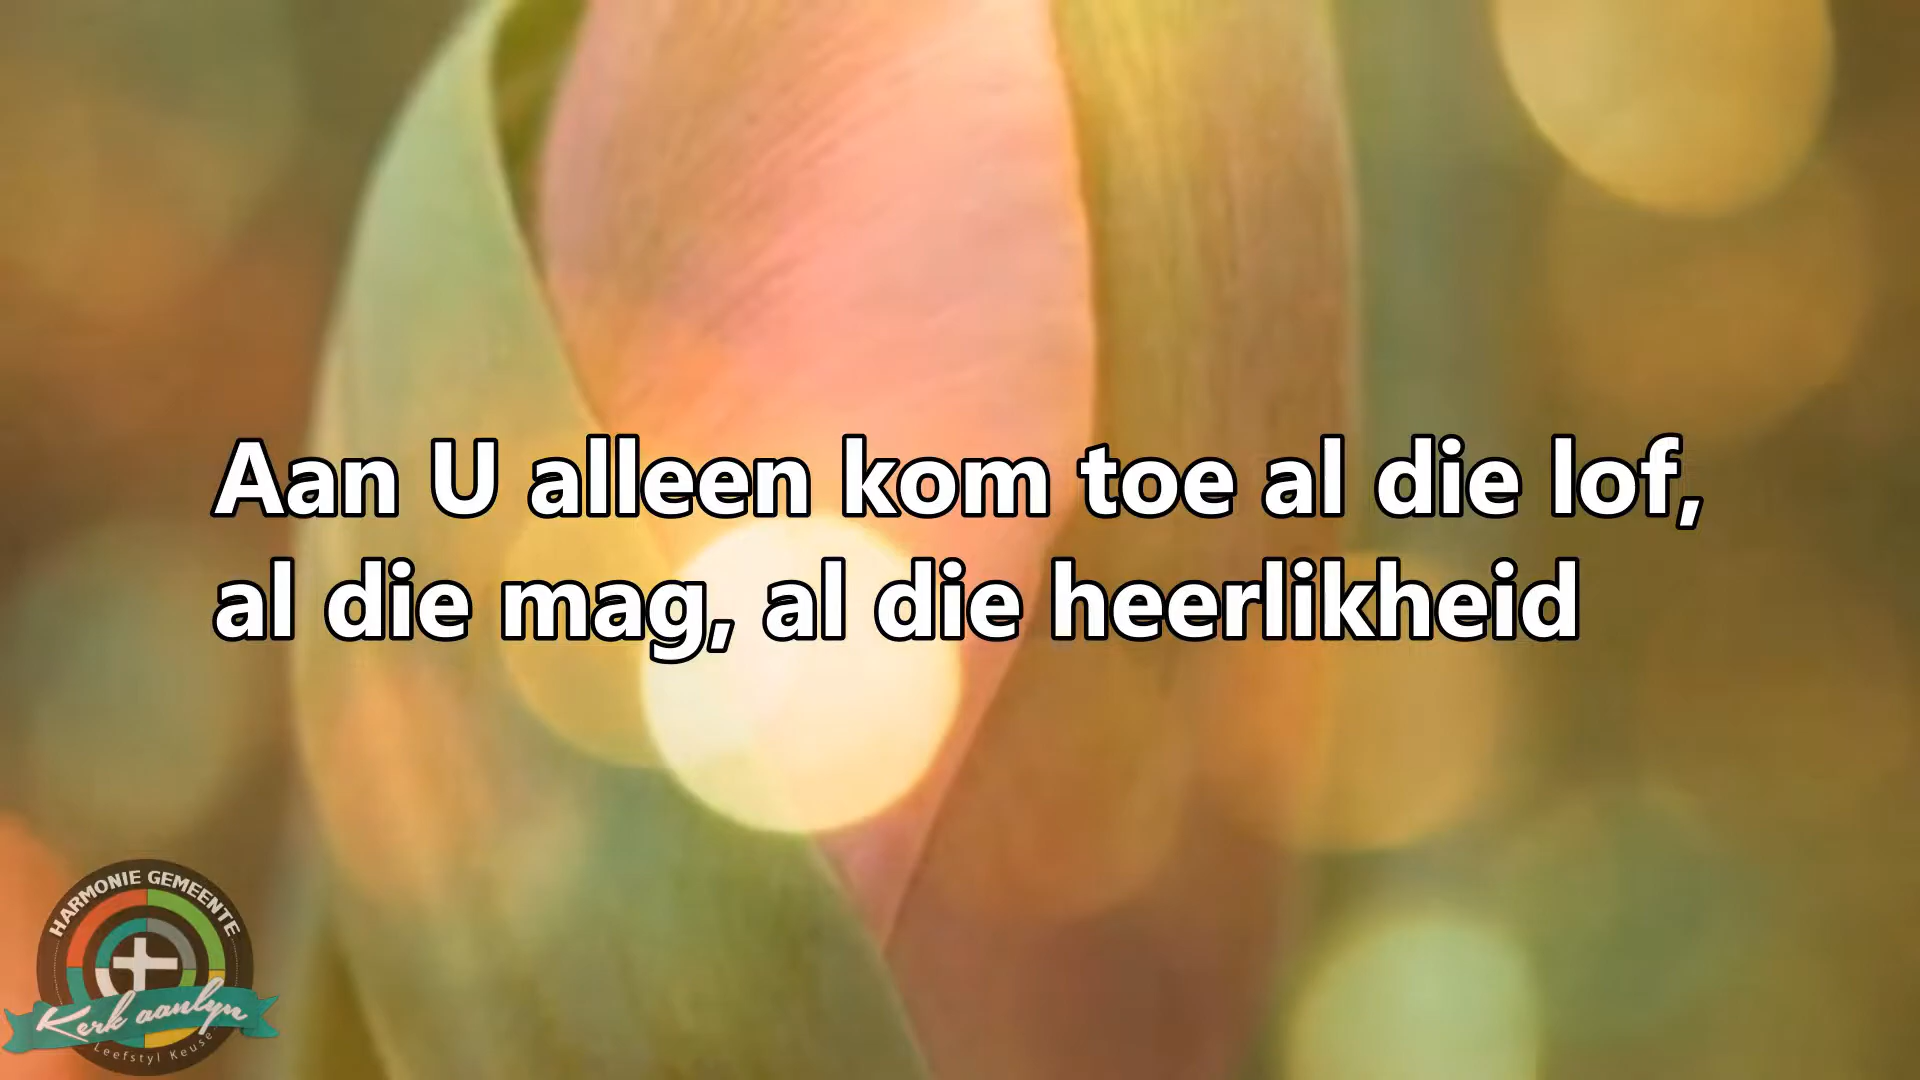 Aan U alleen kom toe al die lof,
al die mag, al die heerlikheid
HARMONIE GEMEENTE
Kerk aanlyn
Leefstyl Keuse